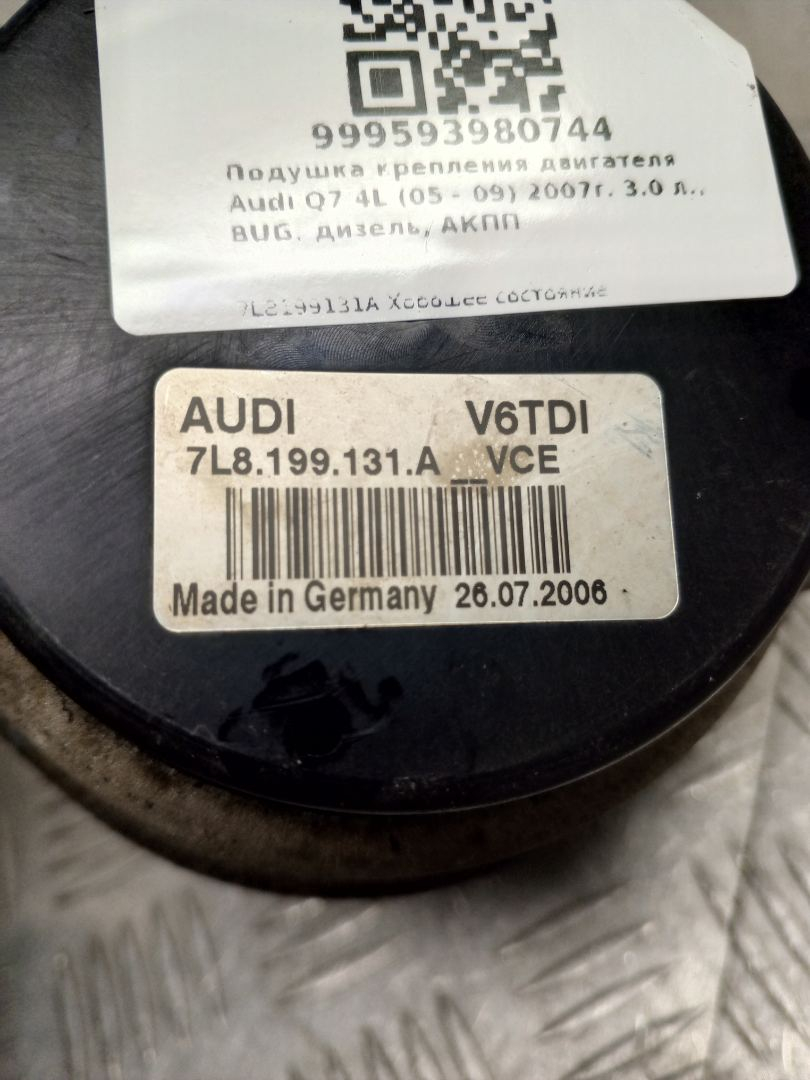 999593980744
Подушка крепления двигателя
Audi Q7 4L (05 - 09) 2007г. 3.0 л.,
BUG, дизель, АКПП
7L8199131A Хорошее состояние
AUDI V6TDI
7L8.199.131.A __VCE
Made in Germany 26.07.2006